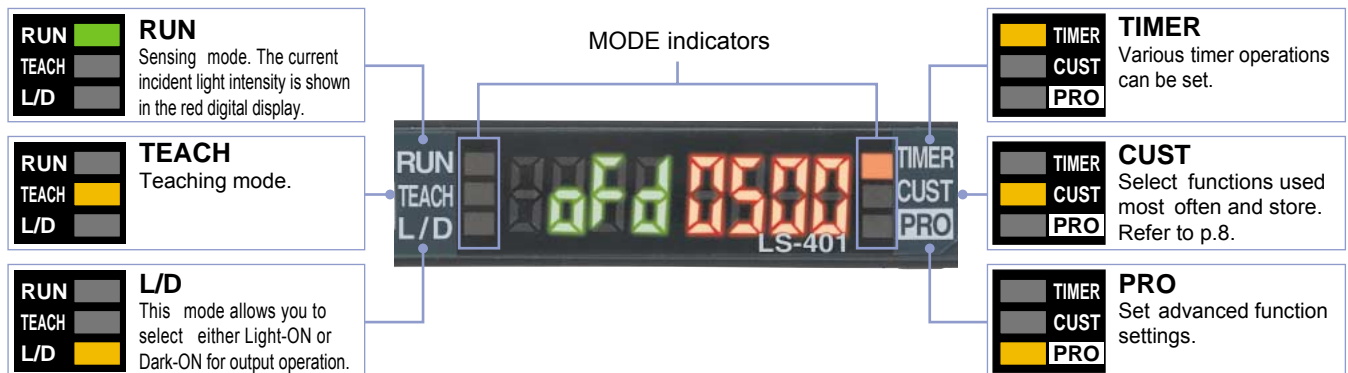 RUN
TEACH
L/D
RUN
Sensing mode. The current
incident light intensity is shown
in the red digital display.
RUN
TEACH
L/D
TEACH
Teaching mode.
RUN
TEACH
L/D
L/D
This mode allows you to
select either Light-ON or
Dark-ON for output operation.
MODE indicators
RUN
TEACH
L/D
oFd 0500
LS-401
TIMER
CUST
PRO
TIMER
CUST
PRO
TIMER
Various timer operations
can be set.
TIMER
CUST
PRO
CUST
Select functions used
most often and store.
Refer to p.8.
TIMER
CUST
PRO
PRO
Set advanced function
settings.